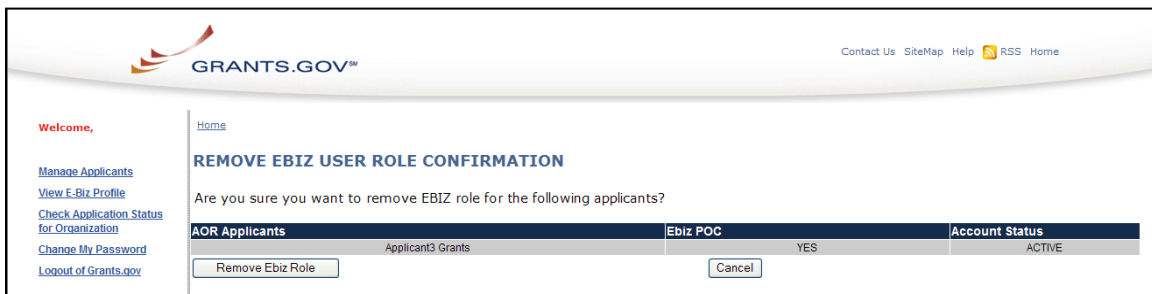 Contact Us SiteMap Help RSS Home
GRANTS.GOV℠
Welcome,
Manage Applicants
View E-Biz Profile
Check Application Status
for Organization
Change My Password
Logout of Grants.gov
Home
REMOVE EBIZ USER ROLE CONFIRMATION
Are you sure you want to remove EBIZ role for the following applicants?
AOR Applicants Ebiz POC Account Status
Applicant3 Grants YES ACTIVE
Remove Ebiz Role Cancel